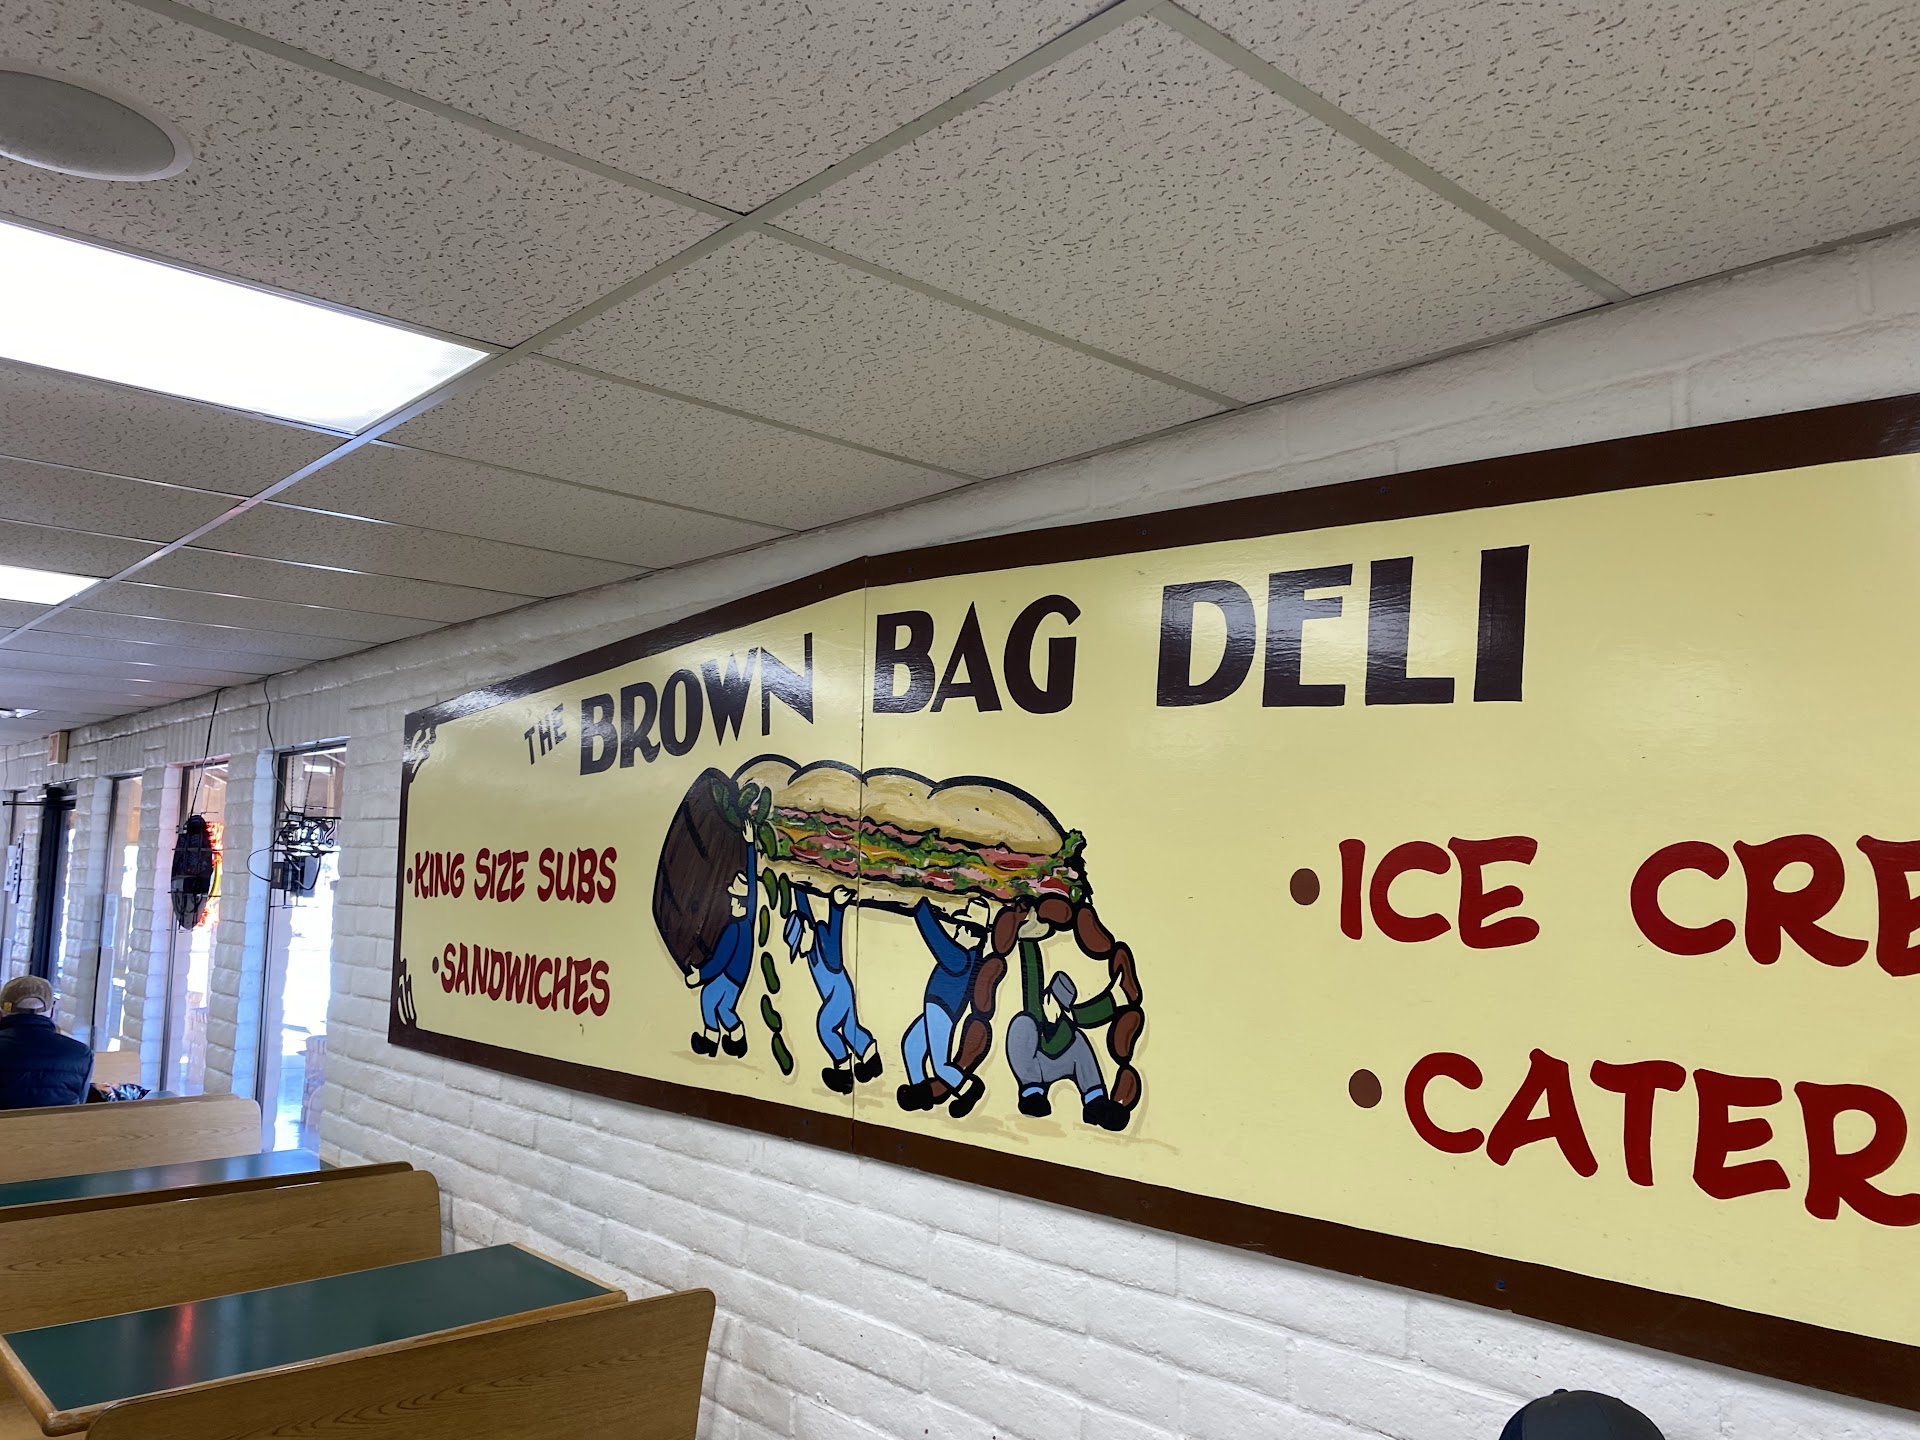 THE BROWN BAG DELI
•KING SIZE SUBS
•SANDWICHES
•ICE CRE
•CATER